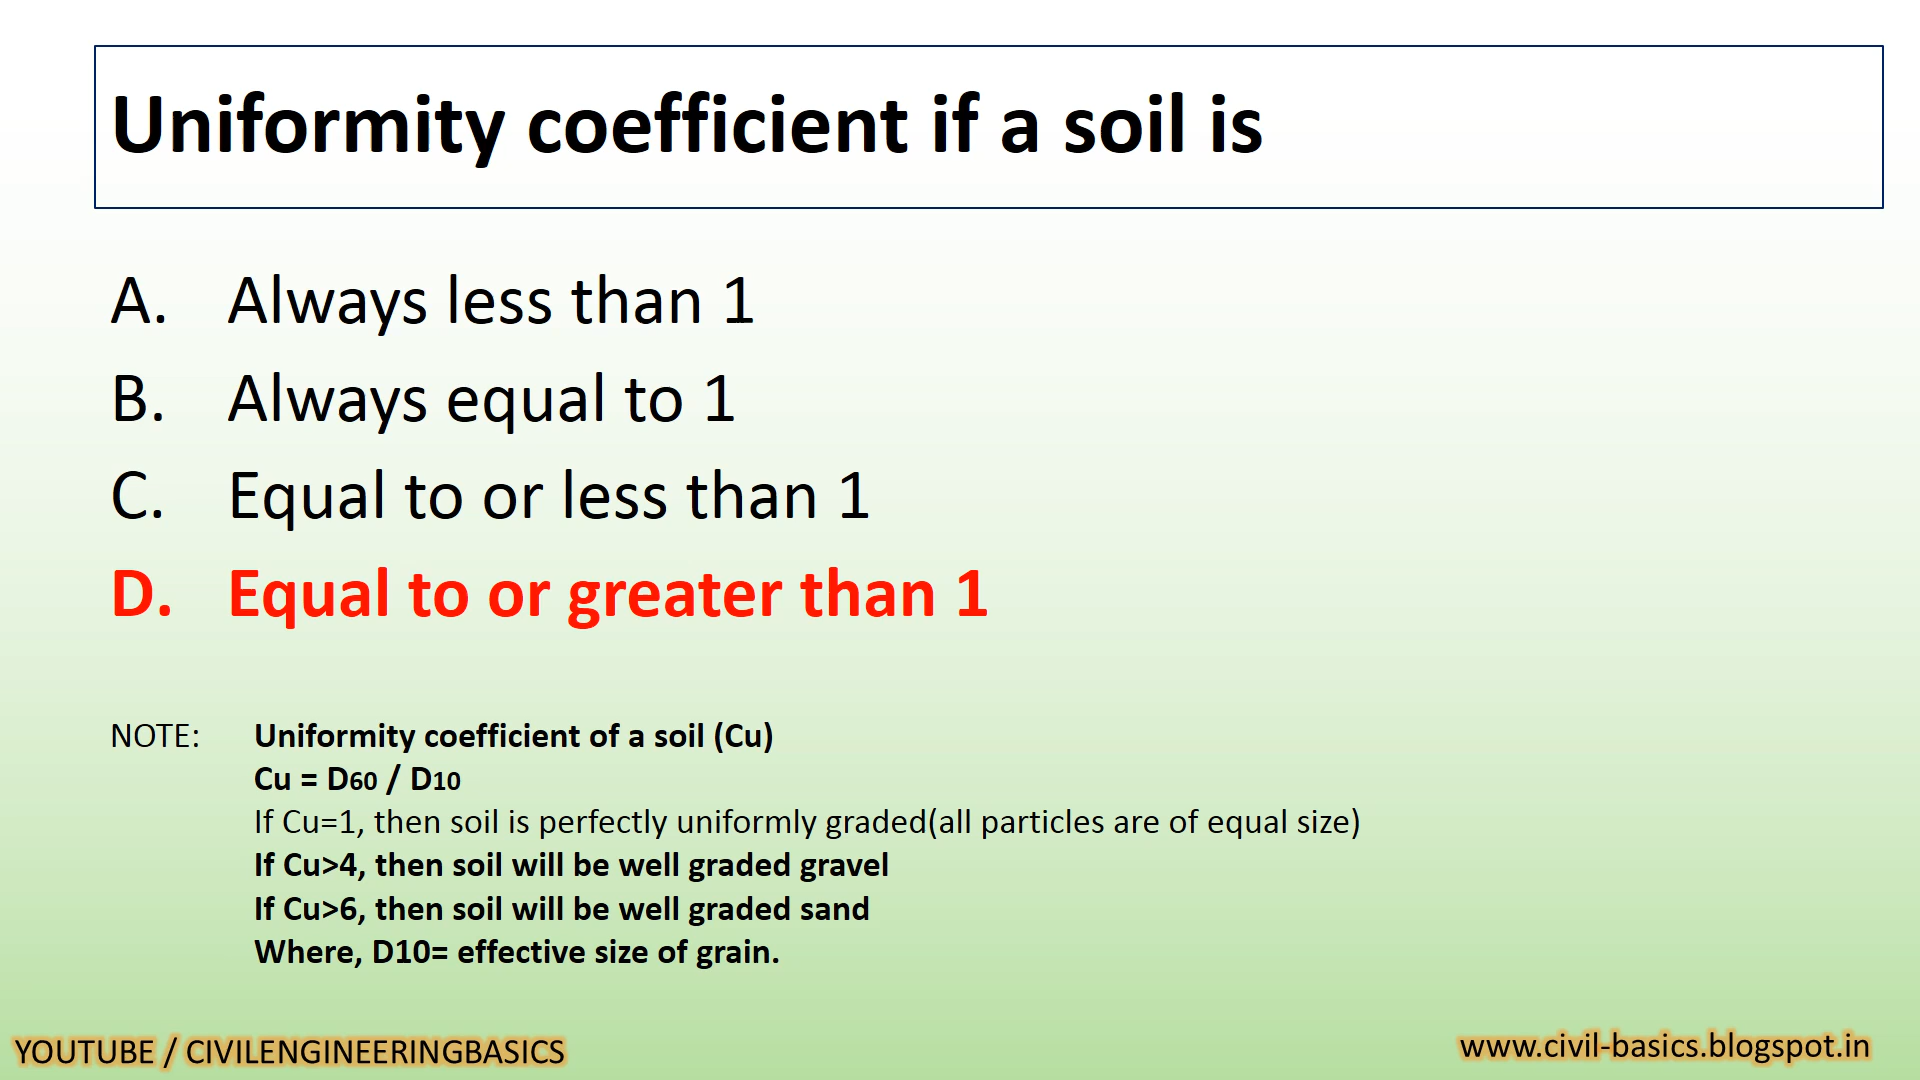 Uniformity coefficient if a soil is
A. Always less than 1
B. Always equal to 1
C. Equal to or less than 1
D. Equal to or greater than 1
NOTE: Uniformity coefficient of a soil (Cu)
Cu = D60 / D10
If Cu=1, then soil is perfectly uniformly graded(all particles are of equal size)
If Cu>4, then soil will be well graded gravel
If Cu>6, then soil will be well graded sand
Where, D10= effective size of grain.
YOUTUBE / CIVILENGINEERINGBASICS
www.civil-basics.blogspot.in